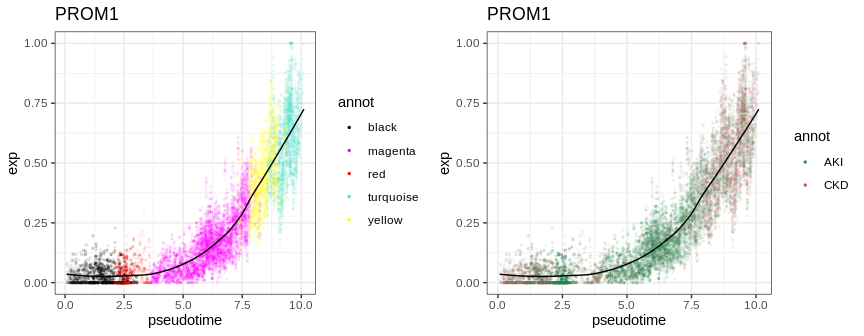 PROM1
exp
1.00
0.75
0.50
0.25
0.00
0.0 2.5 5.0 7.5 10.0
pseudotime
annot
black
magenta
red
turquoise
yellow
PROM1
exp
1.00
0.75
0.50
0.25
0.00
0.0 2.5 5.0 7.5 10.0
pseudotime
annot
AKI
CKD